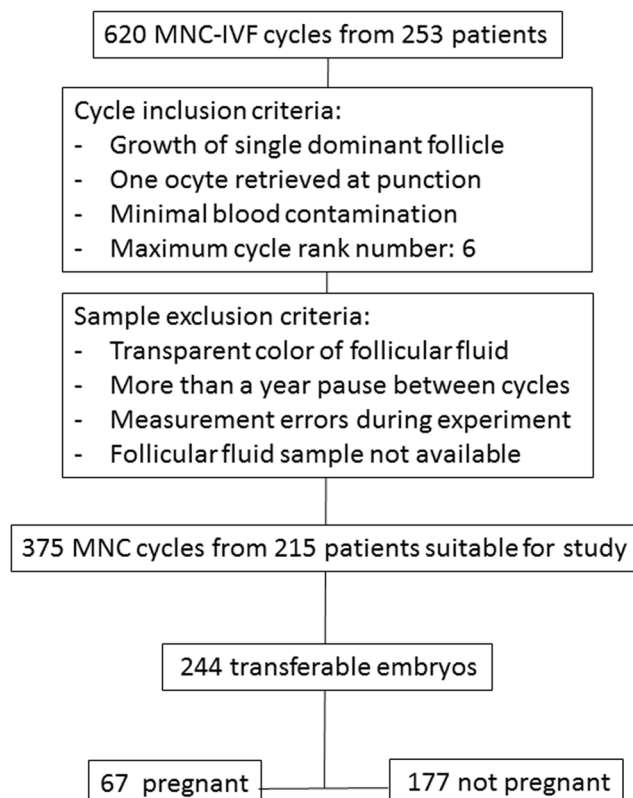 620 MNC-IVF cycles from 253 patients
Cycle inclusion criteria:
- Growth of single dominant follicle
- One ocyte retrieved at punction
- Minimal blood contamination
- Maximum cycle rank number: 6
Sample exclusion criteria:
- Transparent color of follicular fluid
- More than a year pause between cycles
- Measurement errors during experiment
- Follicular fluid sample not available
375 MNC cycles from 215 patients suitable for study
244 transferable embryos
67 pregnant
177 not pregnant